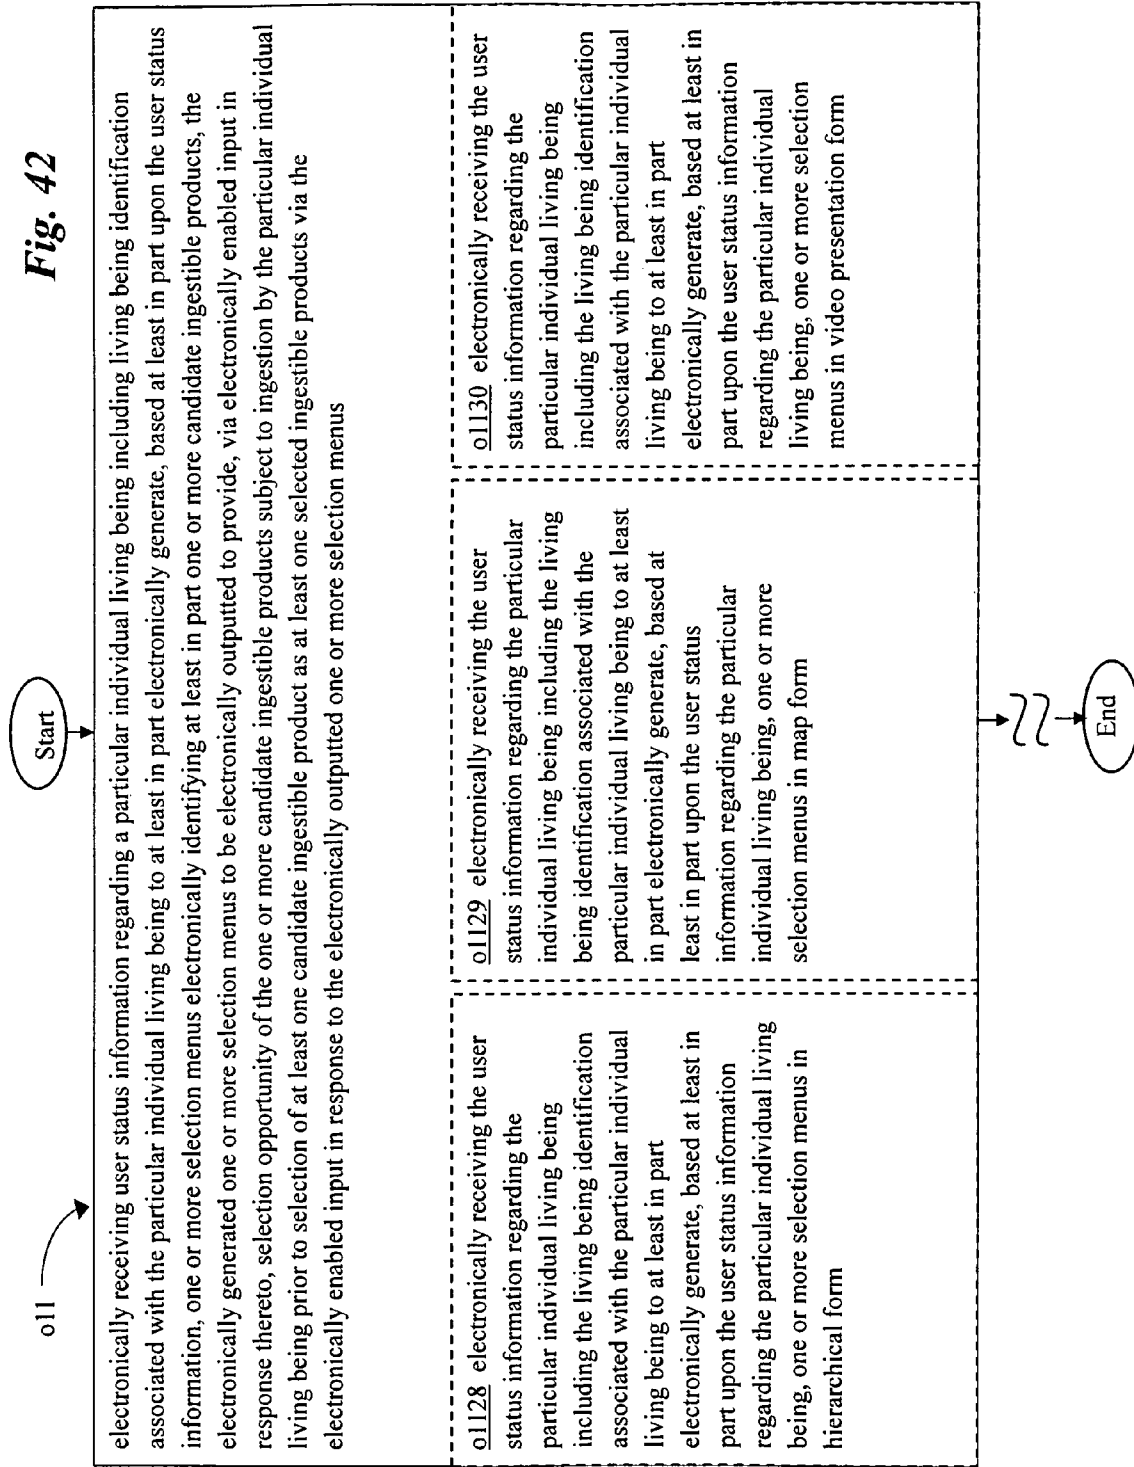 Fig. 42
Start
o11
electronically receiving user status information regarding a particular individual living being including living being identification
associated with the particular individual living being to at least in part electronically generate, based at least in part upon the user status
information, one or more selection menus electronically identifying at least in part one or more candidate ingestible products, the
electronically generated one or more selection menus to be electronically outputted to provide, via electronically enabled input in
response thereto, selection opportunity of the one or more candidate ingestible products subject to ingestion by the particular individual
living being prior to selection of at least one candidate ingestible product as at least one selected ingestible products via the
electronically enabled input in response to the electronically outputted one or more selection menus
o1128 electronically receiving the user
status information regarding the
particular individual living being
including the living being identification
associated with the particular individual
living being to at least in part
electronically generate, based at least in
part upon the user status information
regarding the particular individual living
being, one or more selection menus in
hierarchical form
o1129 electronically receiving the user
status information regarding the particular
individual living being including the living
being identification associated with the
particular individual living being to at least
in part electronically generate, based at
least in part upon the user status
information regarding the particular
individual living being, one or more
selection menus in map form
o1130 electronically receiving the user
status information regarding the
particular individual living being
including the living being identification
associated with the particular individual
living being to at least in part
electronically generate, based at least in
part upon the user status information
regarding the particular individual
living being, one or more selection
menus in video presentation form
End